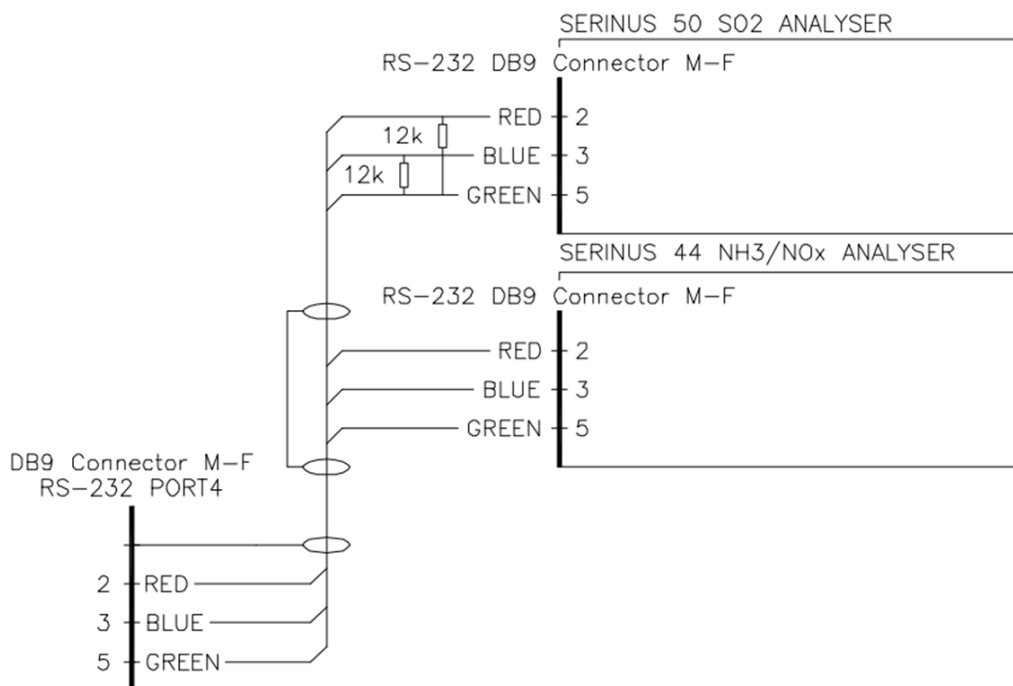 SERINUS 50 SO2 ANALYSER
RS-232 DB9 Connector M-F
RED 2
12k
BLUE 3
12k
GREEN 5
SERINUS 44 NH3/NOx ANALYSER
RS-232 DB9 Connector M-F
RED 2
BLUE 3
GREEN 5
DB9 Connector M-F
RS-232 PORT4
2 RED
3 BLUE
5 GREEN